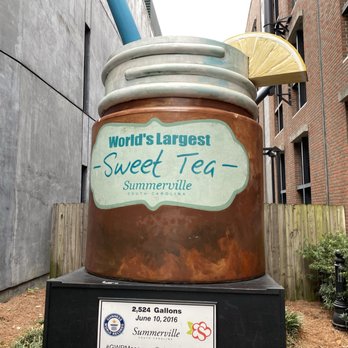 World's Largest
Sweet Tea
Summerville
SOUTH CAROLINA
2,524 Gallons
June 10, 2016
Summerville